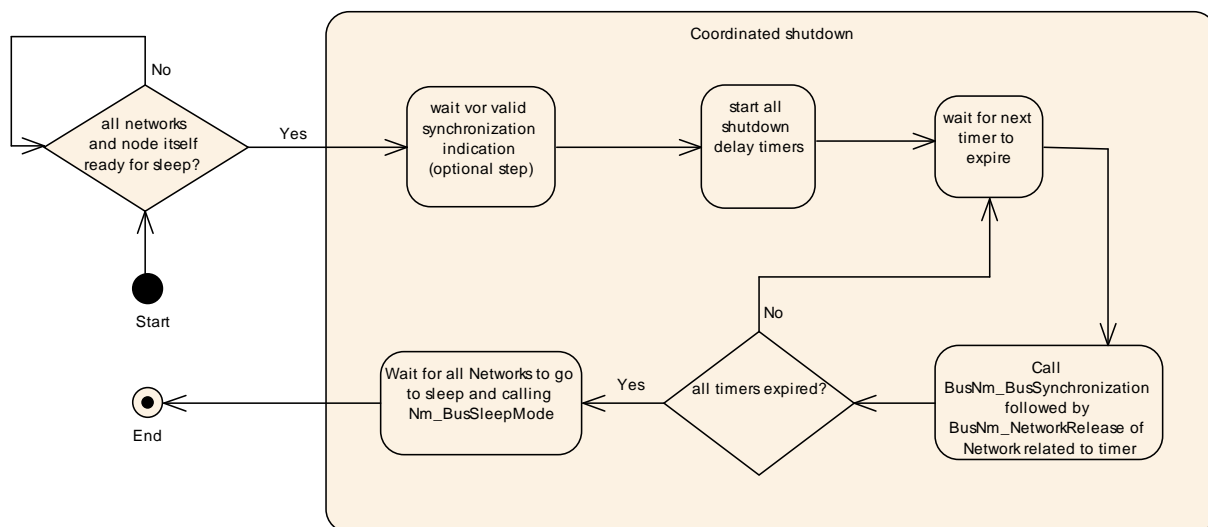 Coordinated shutdown
No
all networks
and node itself
ready for sleep?
Yes
wait vor valid
synchronization
indication
(optional step)
start all
shutdown
delay timers
wait for next
timer to
expire
Start
No
Call
BusNm_BusSynchronization
followed by
BusNm_NetworkRelease of
Network related to timer
all timers expired?
Yes
Wait for all Networks to go
to sleep and calling
Nm_BusSleepMode
End